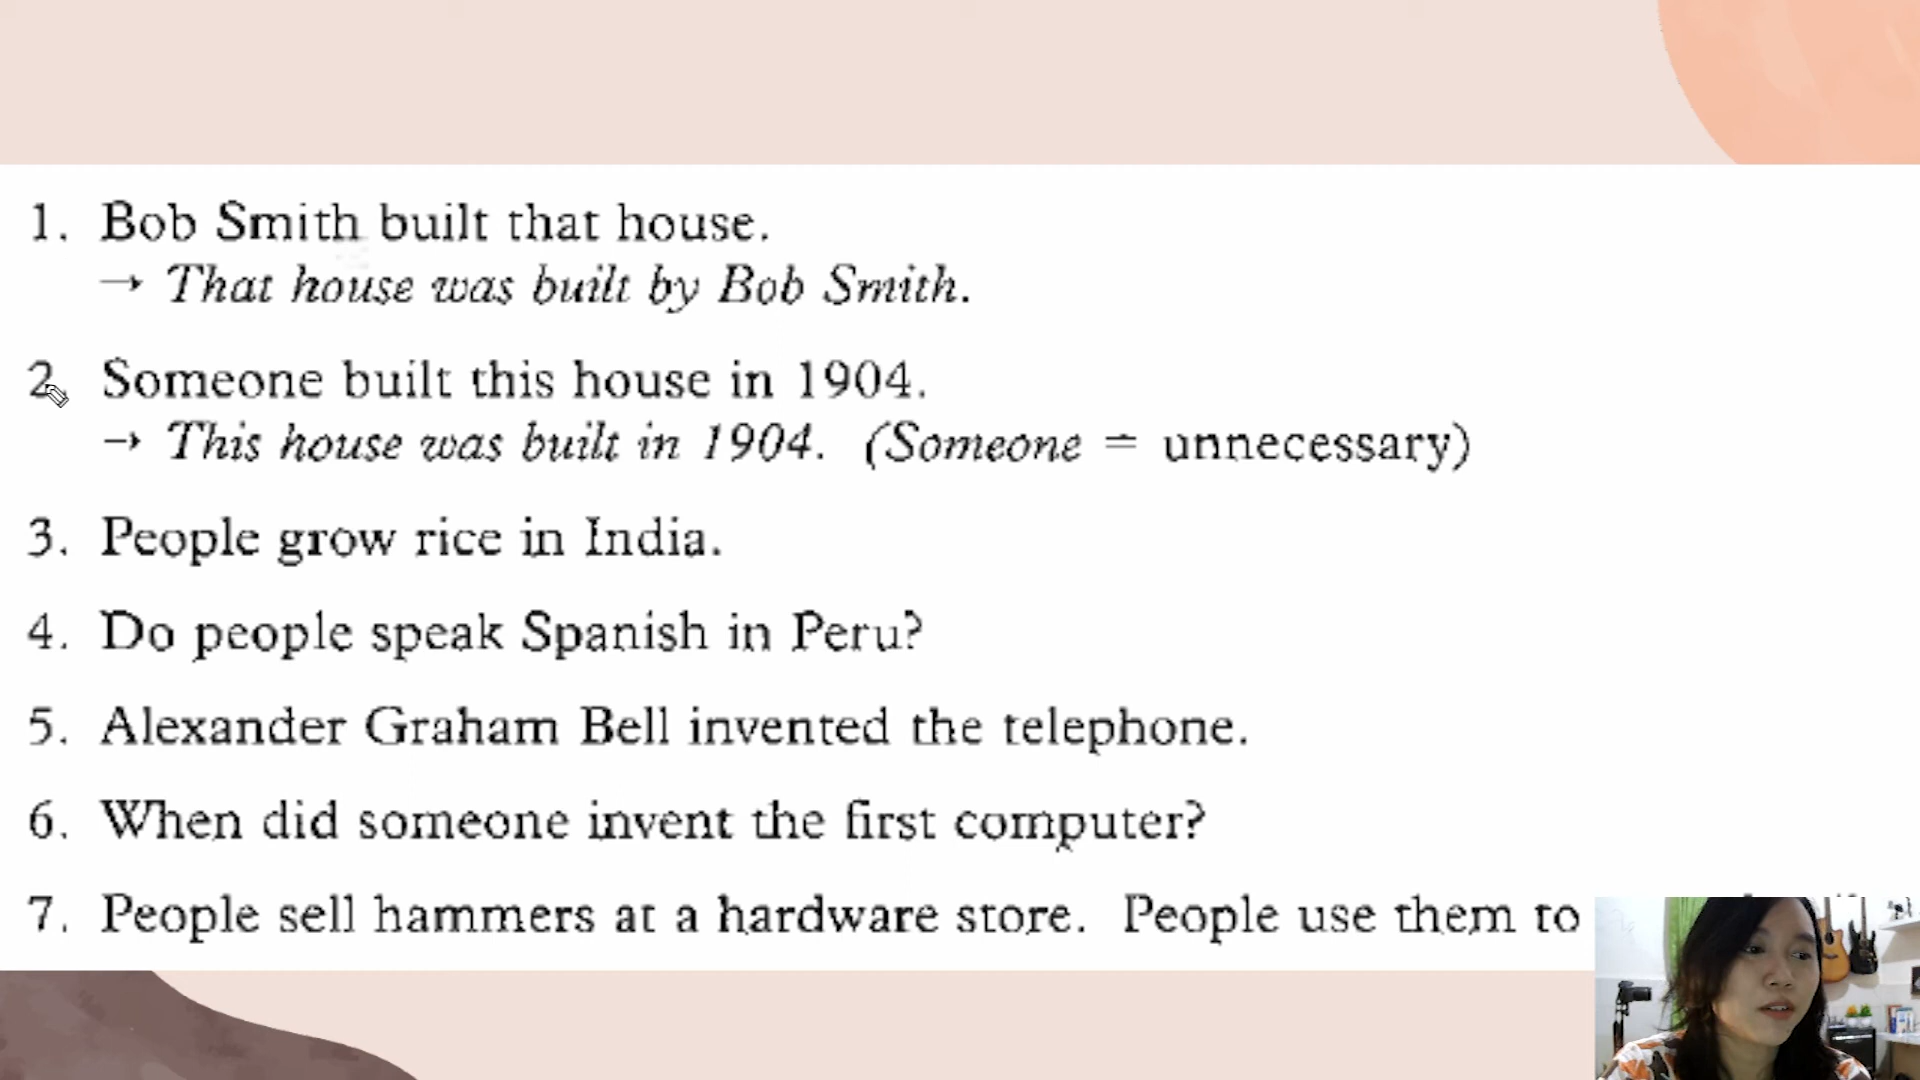 1. Bob Smith built that house.
→ That house was built by Bob Smith.
2. Someone built this house in 1904.
→ This house was built in 1904. (Someone = unnecessary)
3. People grow rice in India.
4. Do people speak Spanish in Peru?
5. Alexander Graham Bell invented the telephone.
6. When did someone invent the first computer?
7. People sell hammers at a hardware store. People use them to